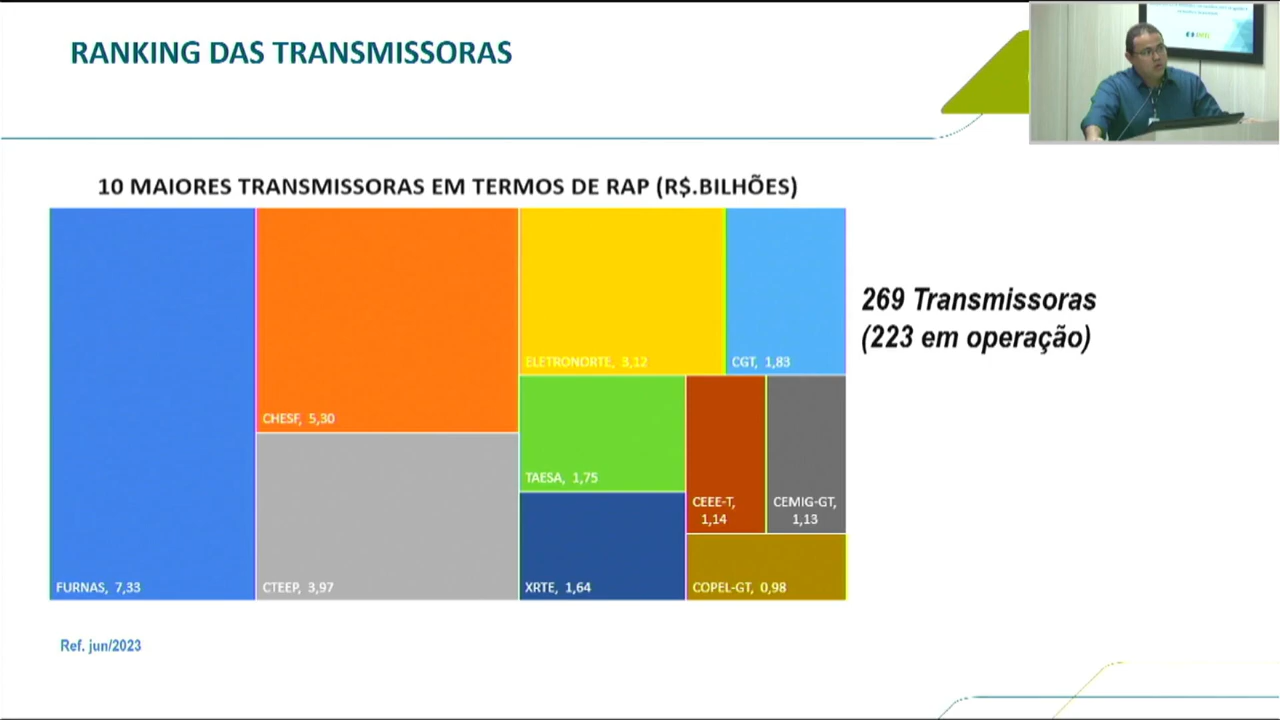 RANKING DAS TRANSMISSORAS
10 MAIORES TRANSMISSORAS EM TERMOS DE RAP (R$.BILHÕES)
FURNAS, 7,33
CHESF, 5,30
CTEEP, 3,97
ELETRONORTE, 3,12
CGT, 1,83
TAESA, 1,75
XRTE, 1,64
CEEE-T,
1,14
CEMIG-GT,
1,13
COPEL-GT, 0,98
269 Transmissoras
(223 em operação)
Ref. jun/2023